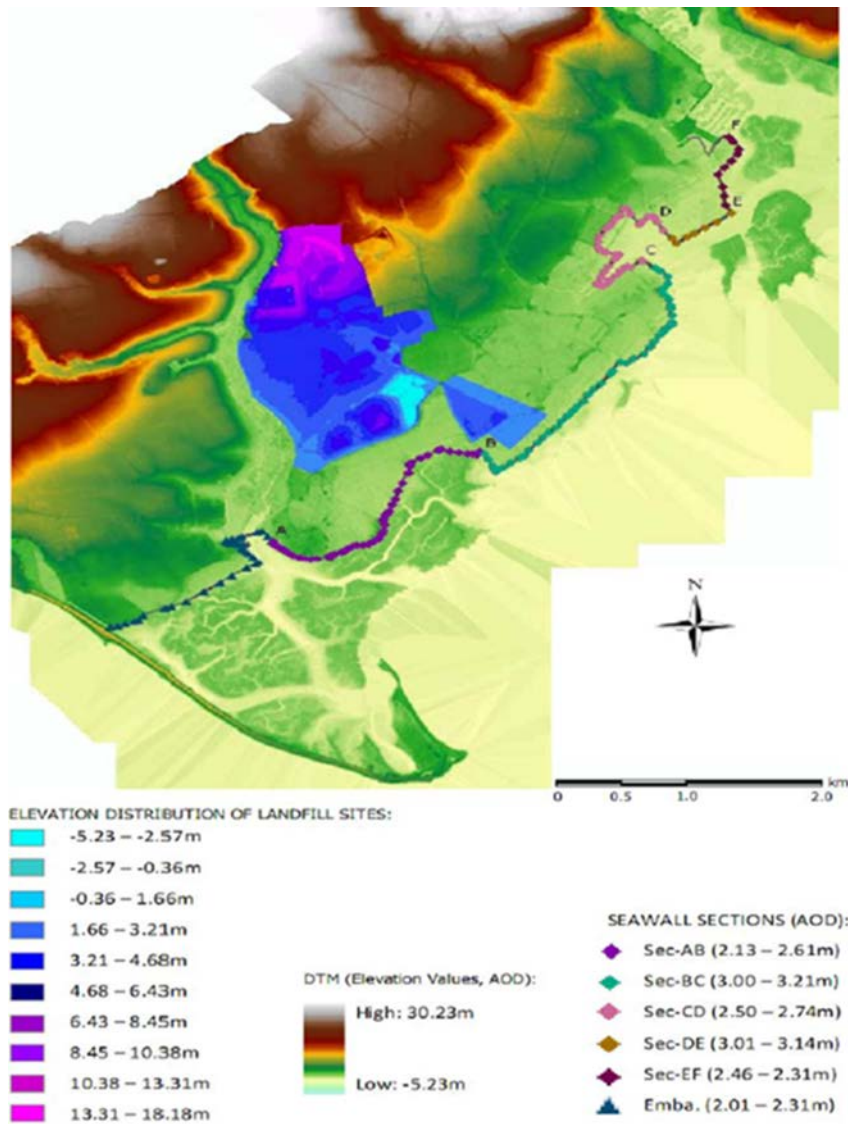 F
E
D
C
B
A
N
0 0.5 1.0 2.0 km
ELEVATION DISTRIBUTION OF LANDFILL SITES:
-5.23 – -2.57m
-2.57 – -0.36m
-0.36 – 1.66m
1.66 – 3.21m
3.21 – 4.68m
4.68 – 6.43m
6.43 – 8.45m
8.45 – 10.38m
10.38 – 13.31m
13.31 – 18.18m
DTM (Elevation Values, AOD):
High: 30.23m
Low: -5.23m
SEAWALL SECTIONS (AOD):
Sec-AB (2.13 – 2.61m)
Sec-BC (3.00 – 3.21m)
Sec-CD (2.50 – 2.74m)
Sec-DE (3.01 – 3.14m)
Sec-EF (2.46 – 2.31m)
Emba. (2.01 – 2.31m)